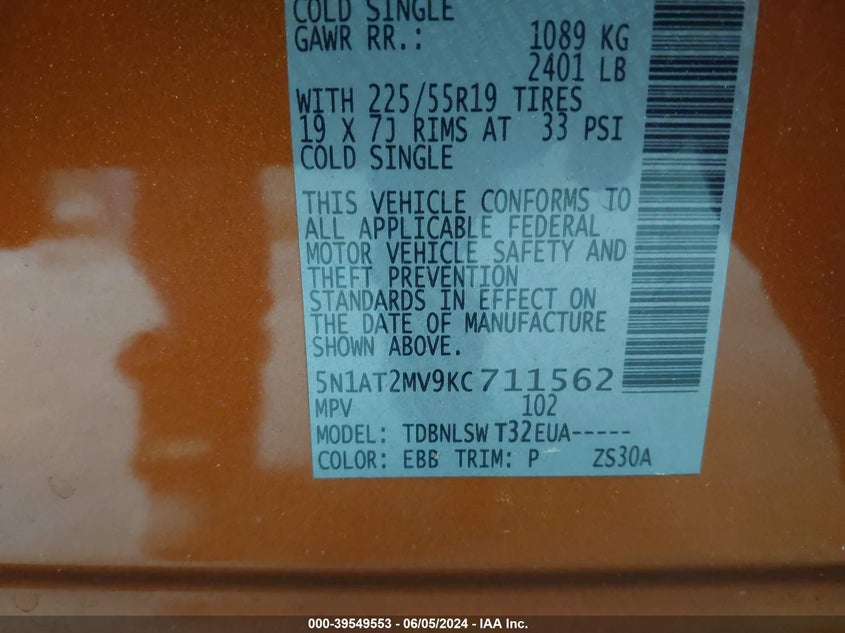 COLD SINGLE
GAWR RR.: 1089 KG
2401 LB
WITH 225/55R19 TIRES
19 X 7J RIMS AT 33 PSI
COLD SINGLE
THIS VEHICLE CONFORMS TO
ALL APPLICABLE FEDERAL
MOTOR VEHICLE SAFETY AND
THEFT PREVENTION
STANDARDS IN EFFECT ON
THE DATE OF MANUFACTURE
SHOWN ABOVE.
5N1AT2MV9KC711562
MPV 102
MODEL: TDBNLSW T32EUA-----
COLOR: EBB TRIM: P ZS30A
000-39549553 - 06/05/2024 - IAA Inc.